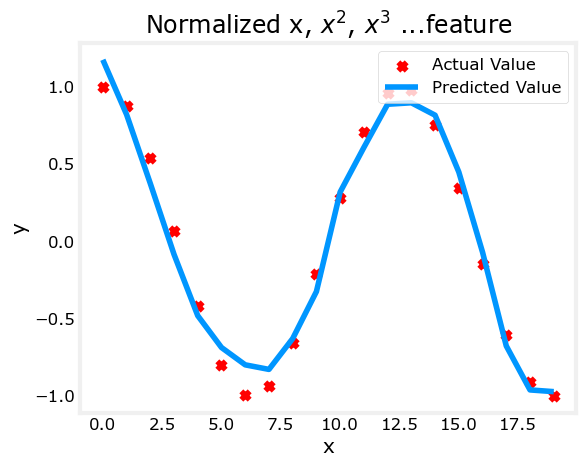 Normalized x, x², x³ ...feature
Actual Value
Predicted Value
y
1.0
0.5
0.0
−0.5
−1.0
0.0 2.5 5.0 7.5 10.0 12.5 15.0 17.5
x